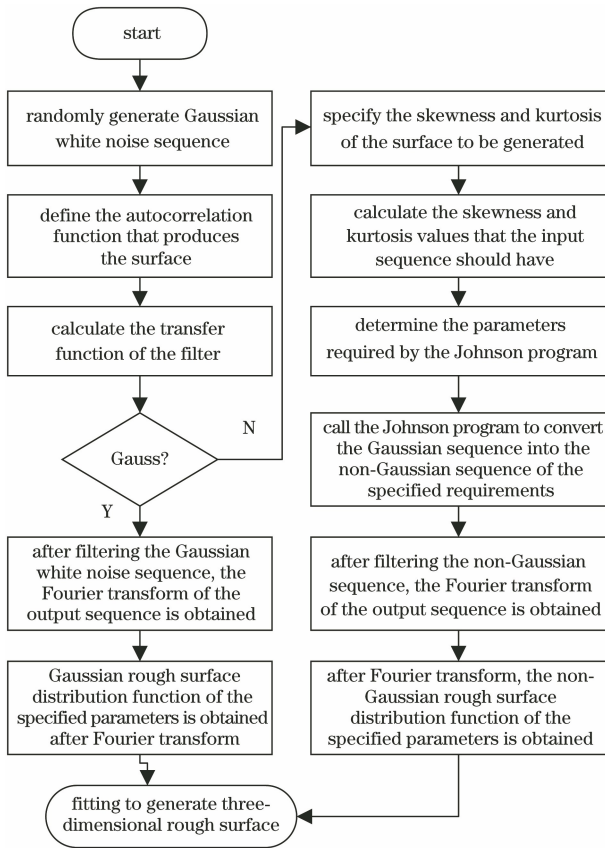 start
randomly generate Gaussian
white noise sequence
define the autocorrelation
function that produces
the surface
calculate the transfer
function of the filter
Gauss?
N
Y
after filtering the Gaussian
white noise sequence, the
Fourier transform of the
output sequence is obtained
Gaussian rough surface
distribution function of the
specified parameters is obtained
after Fourier transform
specify the skewness and kurtosis
of the surface to be generated
calculate the skewness and
kurtosis values that the input
sequence should have
determine the parameters
required by the Johnson program
call the Johnson program to convert
the Gaussian sequence into the
non-Gaussian sequence of the
specified requirements
after filtering the non-Gaussian
sequence, the Fourier transform
of the output sequence is obtained
after Fourier transform, the non-
Gaussian rough surface
distribution function of the
specified parameters is obtained
fitting to generate three-
dimensional rough surface